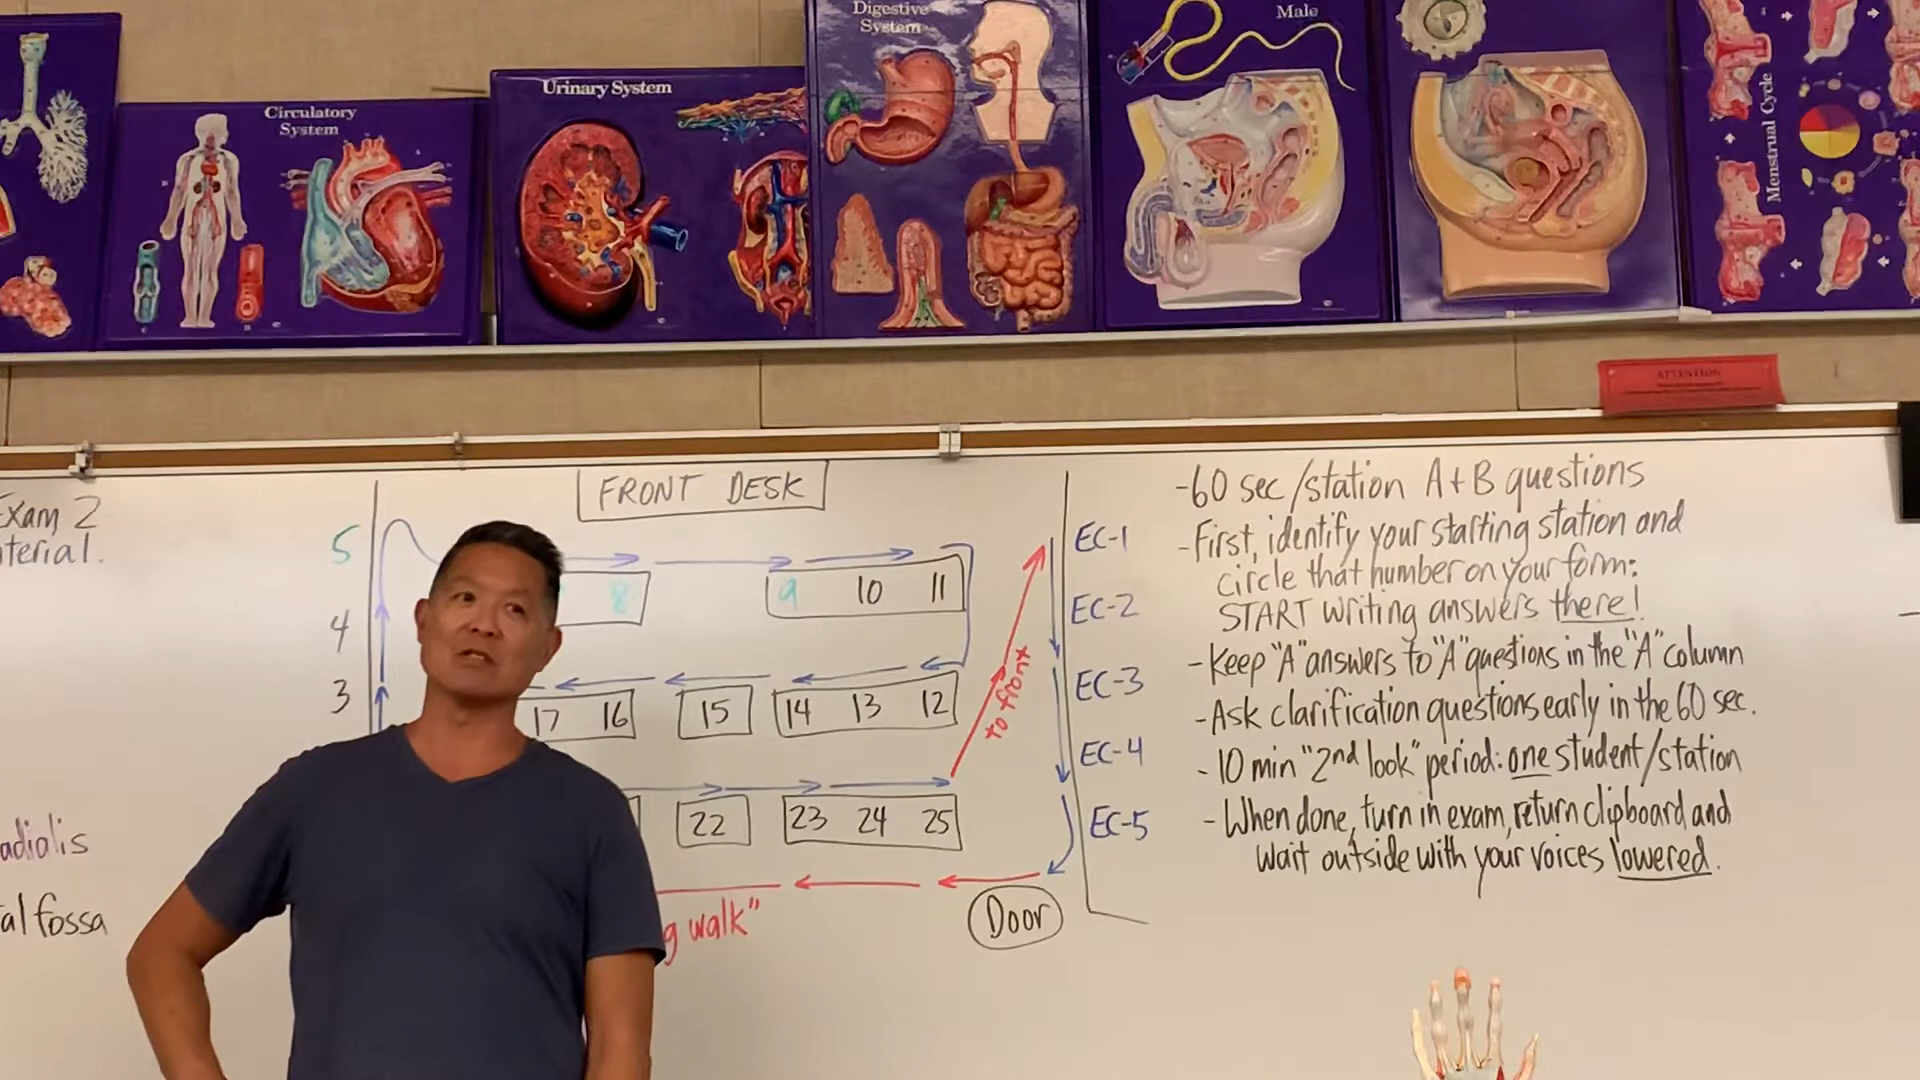 Circulatory
System
Urinary System
Digestive
System
Male
Menstrual Cycle
ATTENTION
Exam 2
terial.
adialis
al fossa
FRONT DESK
5
4
3
8
9 10 11
17 16
15
14 13 12
22
23 24 25
to front
g walk"
Door
EC-1
EC-2
EC-3
EC-4
EC-5
-60 sec/station A+B questions
-First, identify your starting station and
circle that number on your form:
START writing answers there!
-Keep "A" answers to "A" questions in the "A" column
-Ask clarification questions early in the 60 sec.
-10 min "2nd look" period: one student/station
-When done, turn in exam, return clipboard and
wait outside with your voices lowered.